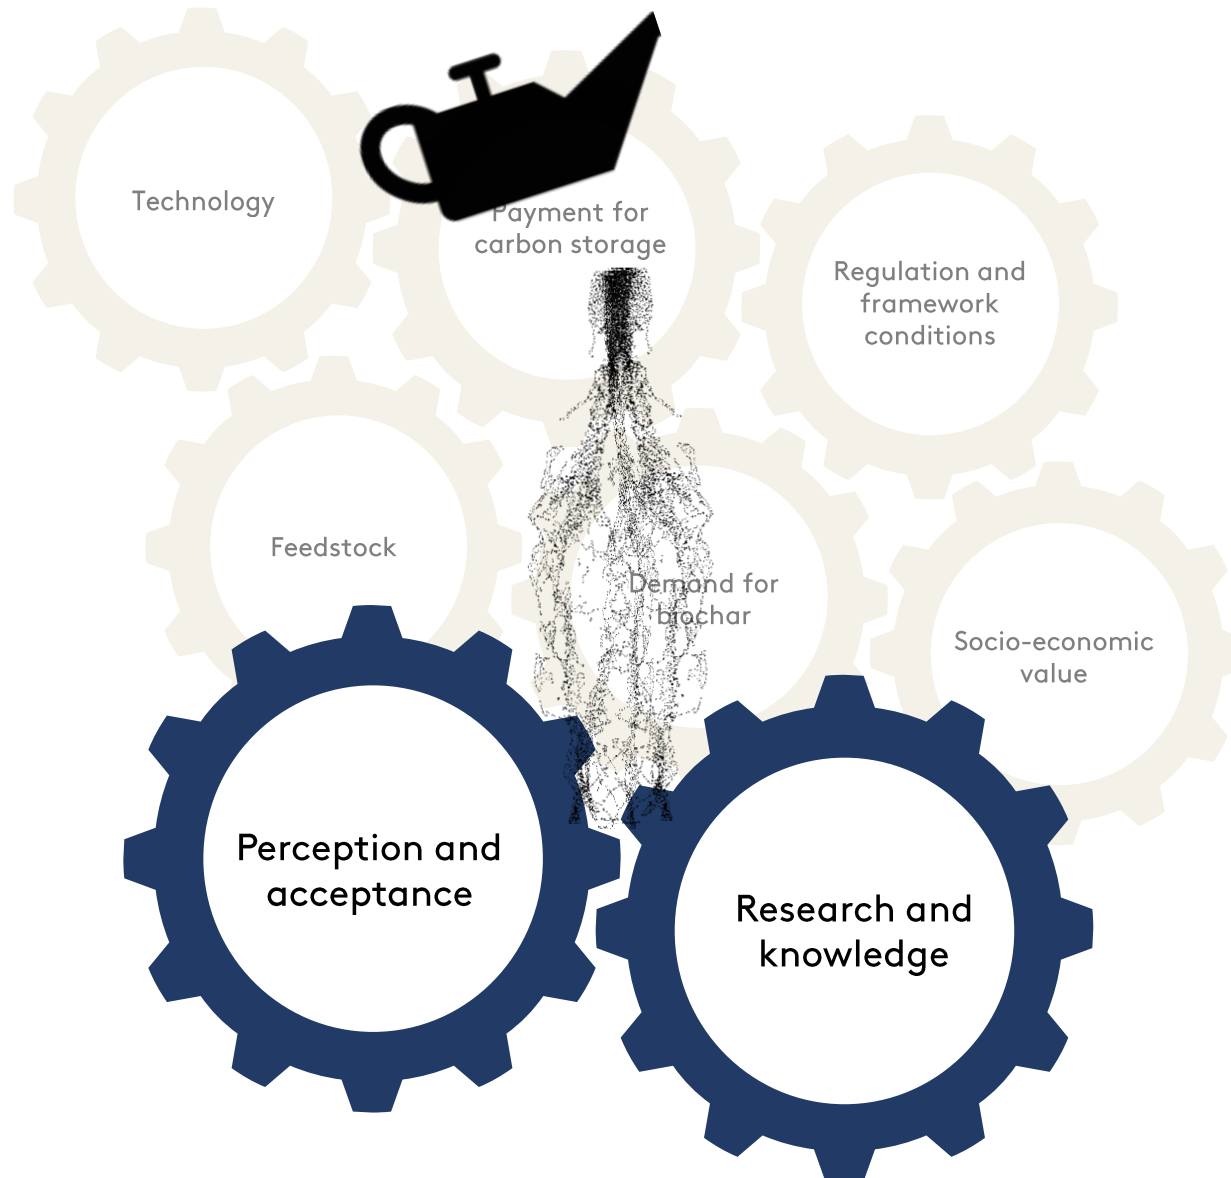 Technology
Payment for
carbon storage
Regulation and
framework
conditions
Feedstock
Demand for
biochar
Socio-economic
value
Perception and
acceptance
Research and
knowledge